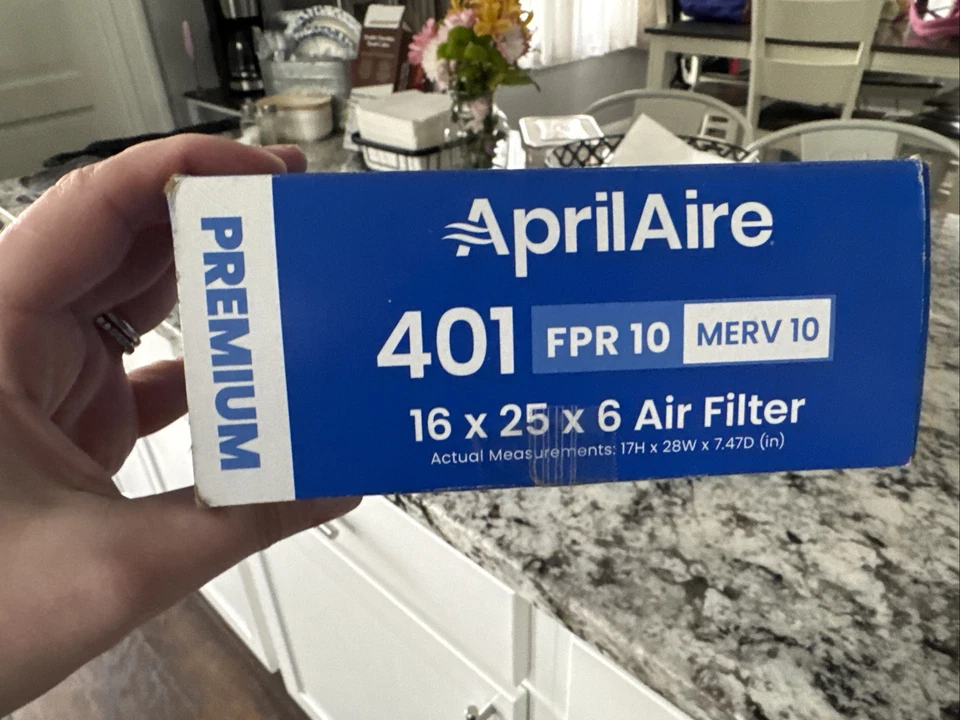 PREMIUM
AprilAire
401 FPR 10 MERV 10
16 x 25 x 6 Air Filter
Actual Measurements: 17H x 28W x 7.47D (in)